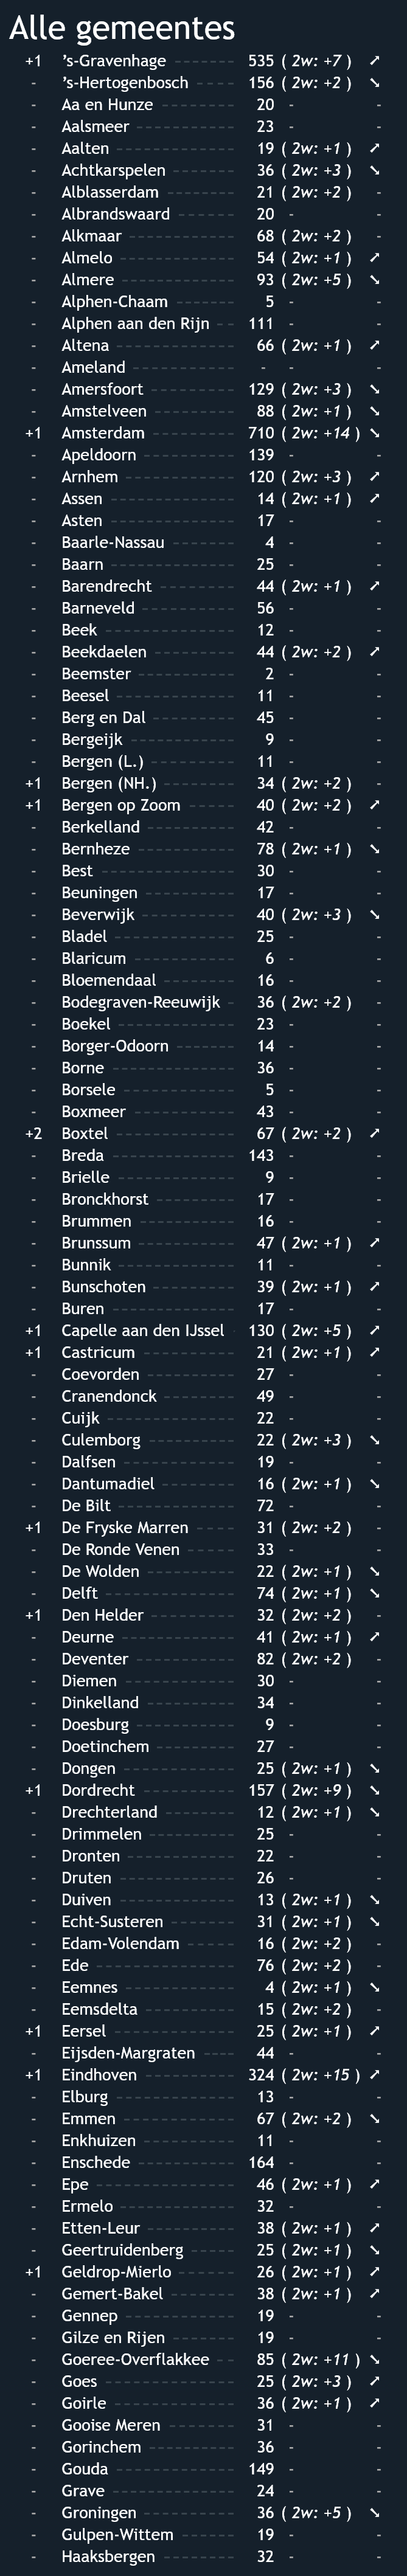 Alle gemeentes
+1 ’s-Gravenhage 535 ( 2w: +7 ) ↗
- ’s-Hertogenbosch 156 ( 2w: +2 ) ↘
- Aa en Hunze 20 - -
- Aalsmeer 23 - -
- Aalten 19 ( 2w: +1 ) ↗
- Achtkarspelen 36 ( 2w: +3 ) ↘
- Alblasserdam 21 ( 2w: +2 ) -
- Albrandswaard 20 - -
- Alkmaar 68 ( 2w: +2 ) -
- Almelo 54 ( 2w: +1 ) ↗
- Almere 93 ( 2w: +5 ) ↘
- Alphen-Chaam 5 - -
- Alphen aan den Rijn 111 - -
- Altena 66 ( 2w: +1 ) ↗
- Ameland - - -
- Amersfoort 129 ( 2w: +3 ) ↘
- Amstelveen 88 ( 2w: +1 ) ↘
+1 Amsterdam 710 ( 2w: +14 ) ↘
- Apeldoorn 139 - -
- Arnhem 120 ( 2w: +3 ) ↗
- Assen 14 ( 2w: +1 ) ↗
- Asten 17 - -
- Baarle-Nassau 4 - -
- Baarn 25 - -
- Barendrecht 44 ( 2w: +1 ) ↗
- Barneveld 56 - -
- Beek 12 - -
- Beekdaelen 44 ( 2w: +2 ) ↗
- Beemster 2 - -
- Beesel 11 - -
- Berg en Dal 45 - -
- Bergeijk 9 - -
- Bergen (L.) 11 - -
+1 Bergen (NH.) 34 ( 2w: +2 ) -
+1 Bergen op Zoom 40 ( 2w: +2 ) ↗
- Berkelland 42 - -
- Bernheze 78 ( 2w: +1 ) ↘
- Best 30 - -
- Beuningen 17 - -
- Beverwijk 40 ( 2w: +3 ) ↘
- Bladel 25 - -
- Blaricum 6 - -
- Bloemendaal 16 - -
- Bodegraven-Reeuwijk 36 ( 2w: +2 ) -
- Boekel 23 - -
- Borger-Odoorn 14 - -
- Borne 36 - -
- Borsele 5 - -
- Boxmeer 43 - -
+2 Boxtel 67 ( 2w: +2 ) ↗
- Breda 143 - -
- Brielle 9 - -
- Bronckhorst 17 - -
- Brummen 16 - -
- Brunssum 47 ( 2w: +1 ) ↗
- Bunnik 11 - -
- Bunschoten 39 ( 2w: +1 ) ↗
- Buren 17 - -
+1 Capelle aan den IJssel 130 ( 2w: +5 ) ↗
+1 Castricum 21 ( 2w: +1 ) ↗
- Coevorden 27 - -
- Cranendonck 49 - -
- Cuijk 22 - -
- Culemborg 22 ( 2w: +3 ) ↘
- Dalfsen 19 - -
- Dantumadiel 16 ( 2w: +1 ) ↘
- De Bilt 72 - -
+1 De Fryske Marren 31 ( 2w: +2 ) -
- De Ronde Venen 33 - -
- De Wolden 22 ( 2w: +1 ) ↘
- Delft 74 ( 2w: +1 ) ↘
+1 Den Helder 32 ( 2w: +2 ) -
- Deurne 41 ( 2w: +1 ) ↗
- Deventer 82 ( 2w: +2 ) -
- Diemen 30 - -
- Dinkelland 34 - -
- Doesburg 9 - -
- Doetinchem 27 - -
- Dongen 25 ( 2w: +1 ) ↘
+1 Dordrecht 157 ( 2w: +9 ) ↘
- Drechterland 12 ( 2w: +1 ) ↘
- Drimmelen 25 - -
- Dronten 22 - -
- Druten 26 - -
- Duiven 13 ( 2w: +1 ) ↘
- Echt-Susteren 31 ( 2w: +1 ) ↘
- Edam-Volendam 16 ( 2w: +2 ) -
- Ede 76 ( 2w: +2 ) -
- Eemnes 4 ( 2w: +1 ) ↘
- Eemsdelta 15 ( 2w: +2 ) -
+1 Eersel 25 ( 2w: +1 ) ↗
- Eijsden-Margraten 44 - -
+1 Eindhoven 324 ( 2w: +15 ) ↗
- Elburg 13 - -
- Emmen 67 ( 2w: +2 ) ↘
- Enkhuizen 11 - -
- Enschede 164 - -
- Epe 46 ( 2w: +1 ) ↗
- Ermelo 32 - -
- Etten-Leur 38 ( 2w: +1 ) ↗
- Geertruidenberg 25 ( 2w: +1 ) ↘
+1 Geldrop-Mierlo 26 ( 2w: +1 ) ↗
- Gemert-Bakel 38 ( 2w: +1 ) ↗
- Gennep 19 - -
- Gilze en Rijen 19 - -
- Goeree-Overflakkee 85 ( 2w: +11 ) ↘
- Goes 25 ( 2w: +3 ) ↗
- Goirle 36 ( 2w: +1 ) ↗
- Gooise Meren 31 - -
- Gorinchem 36 - -
- Gouda 149 - -
- Grave 24 - -
- Groningen 36 ( 2w: +5 ) ↘
- Gulpen-Wittem 19 - -
- Haaksbergen 32 - -